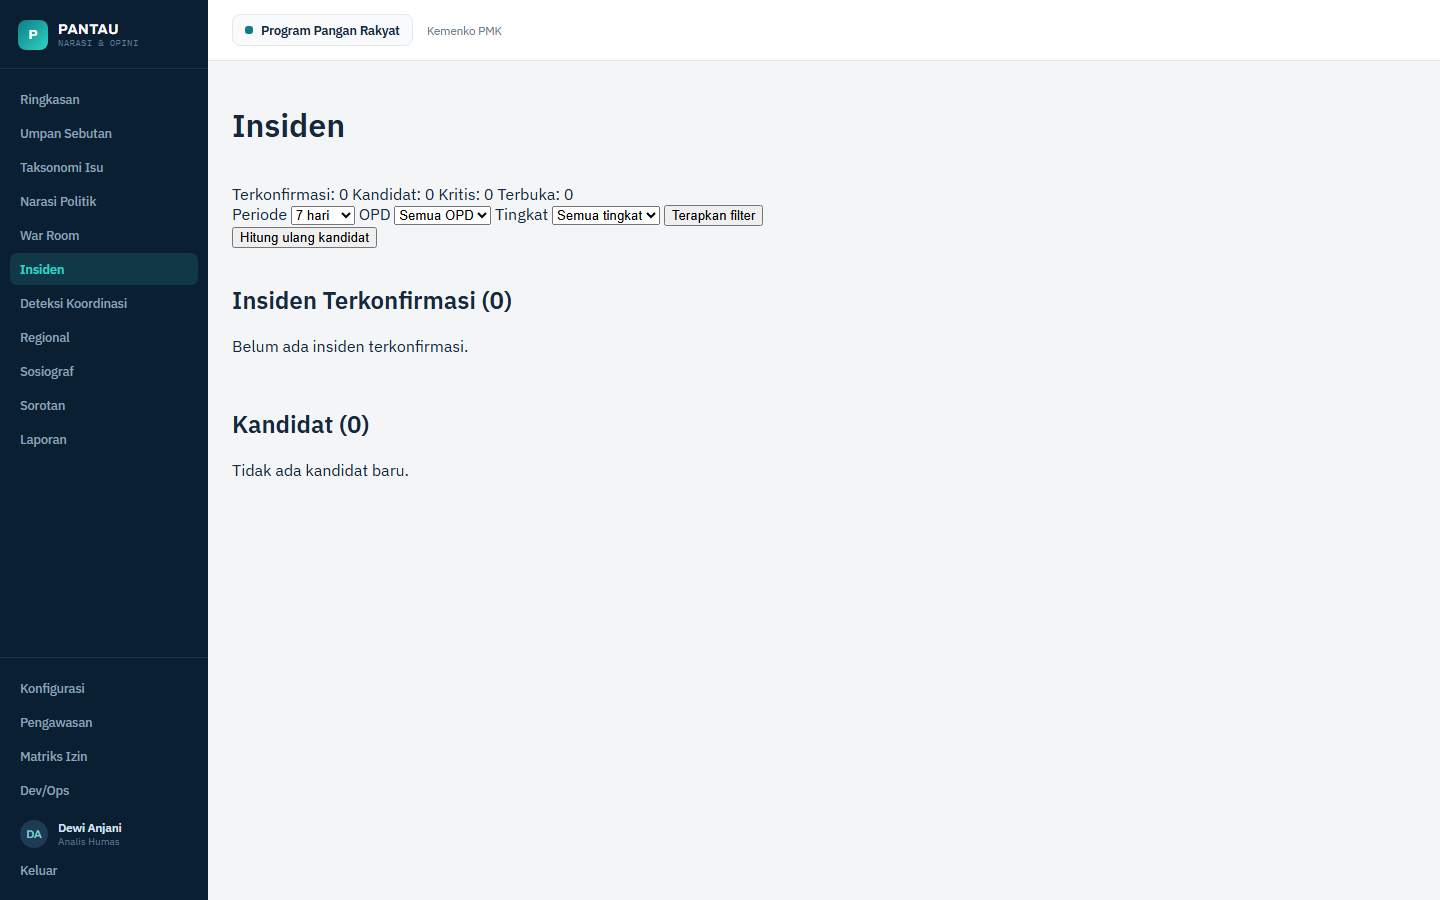 P
PANTAU
NARASI & OPINI
Ringkasan
Umpan Sebutan
Taksonomi Isu
Narasi Politik
War Room
Insiden
Deteksi Koordinasi
Regional
Sosiograf
Sorotan
Laporan
Konfigurasi
Pengawasan
Matriks Izin
Dev/Ops
DA
Dewi Anjani
Analis Humas
Keluar
Program Pangan Rakyat
Kemenko PMK
Insiden
Terkonfirmasi: 0 Kandidat: 0 Kritis: 0 Terbuka: 0
Periode 7 hari OPD Semua OPD Tingkat Semua tingkat Terapkan filter
Hitung ulang kandidat
Insiden Terkonfirmasi (0)
Belum ada insiden terkonfirmasi.
Kandidat (0)
Tidak ada kandidat baru.